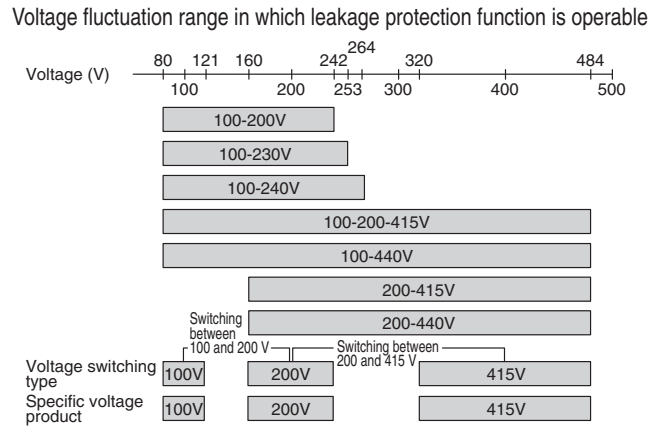 Voltage fluctuation range in which leakage protection function is operable
264
80 121 160 242 320 484
Voltage (V)
100 200 253 300 400 500
100-200V
100-230V
100-240V
100-200-415V
100-440V
200-415V
200-440V
Switching
between
100 and 200 V
Switching between
200 and 415 V
Voltage switching
type
100V 200V 415V
Specific voltage
product
100V 200V 415V